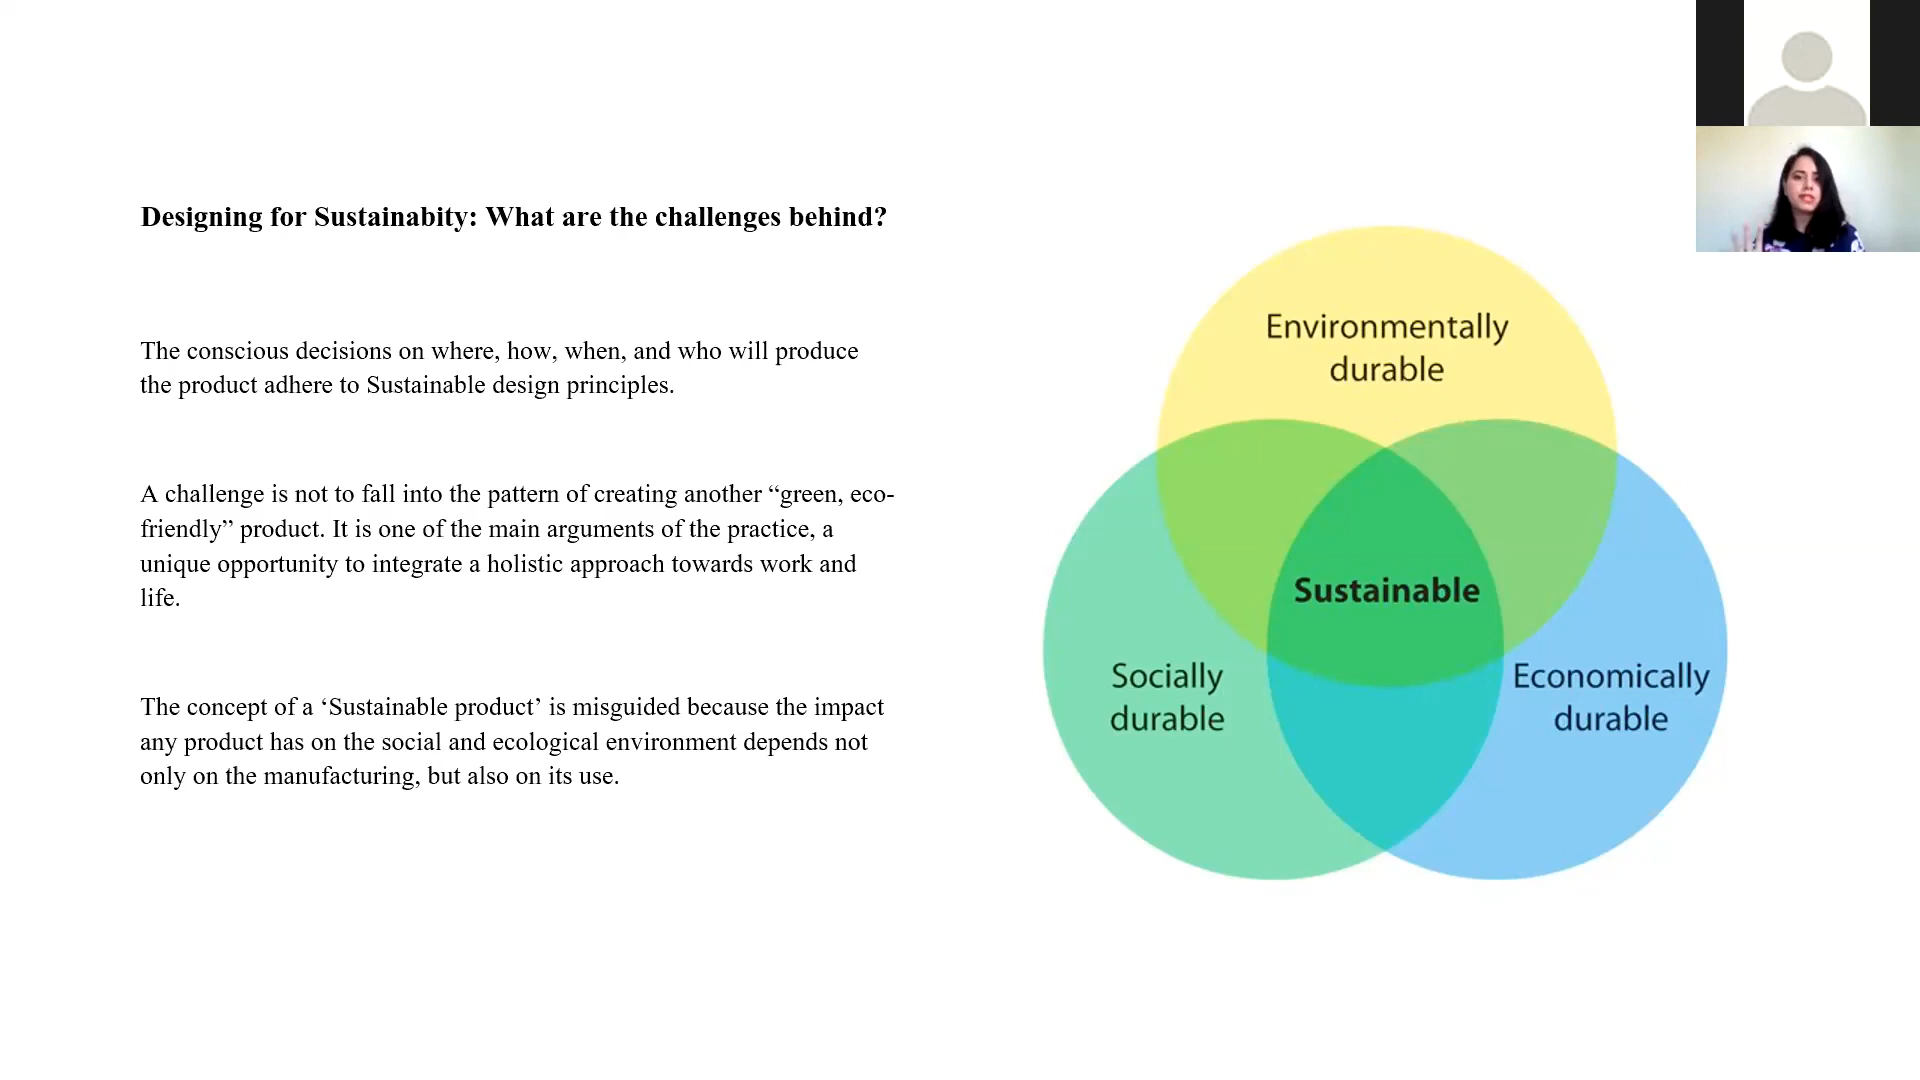 Designing for Sustainabity: What are the challenges behind?
The conscious decisions on where, how, when, and who will produce
the product adhere to Sustainable design principles.
A challenge is not to fall into the pattern of creating another “green, eco-
friendly” product. It is one of the main arguments of the practice, a
unique opportunity to integrate a holistic approach towards work and
life.
The concept of a ‘Sustainable product’ is misguided because the impact
any product has on the social and ecological environment depends not
only on the manufacturing, but also on its use.
Environmentally
durable
Sustainable
Socially
durable
Economically
durable